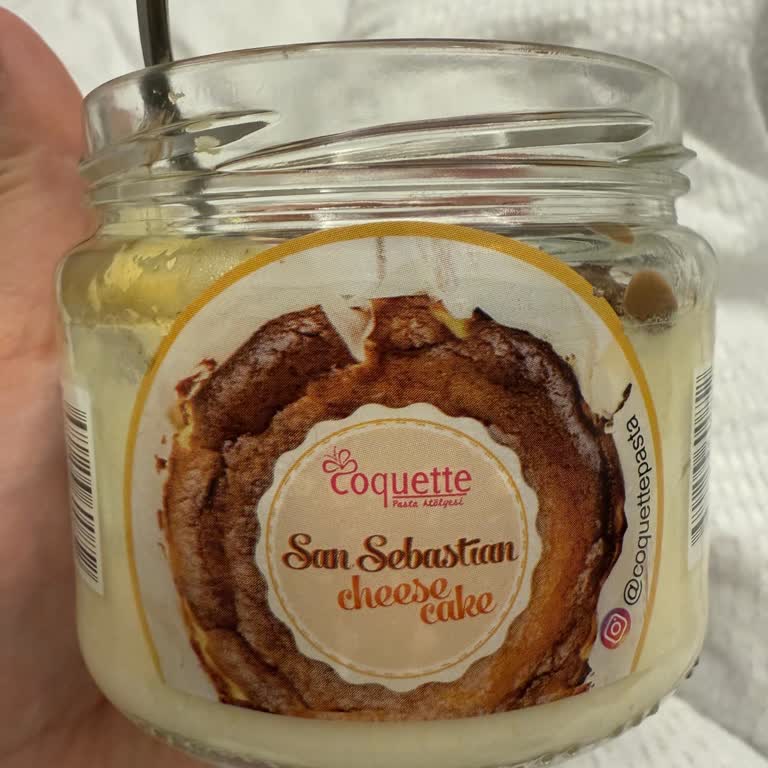 coquette
Pasta Atölyesi
San Sebastian
cheese
cake
@coquettepasta